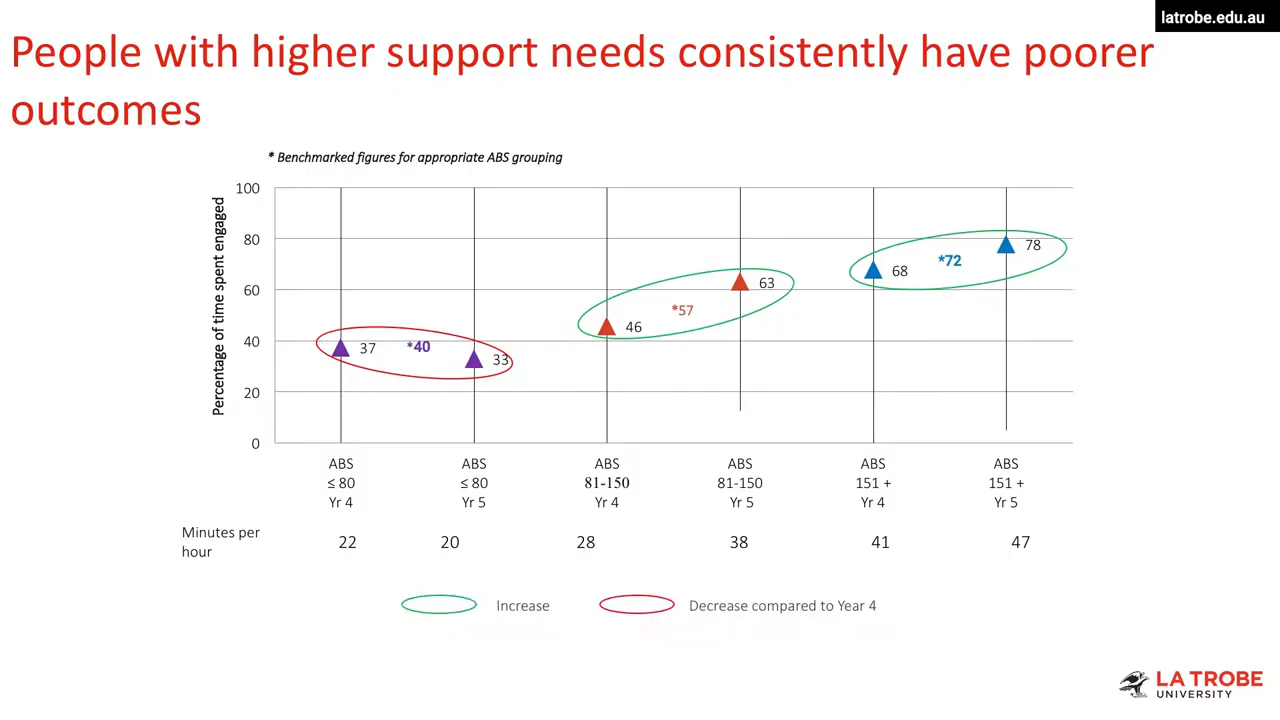 latrobe.edu.au
People with higher support needs consistently have poorer
outcomes
* Benchmarked figures for appropriate ABS grouping
Percentage of time spent engaged
100
80
60
40
20
0
37
*40
33
46
*57
63
68
*72
78
ABS ABS ABS ABS ABS ABS
≤ 80 ≤ 80 81-150 81-150 151 + 151 +
Yr 4 Yr 5 Yr 4 Yr 5 Yr 4 Yr 5
Minutes per
hour
22 20 28 38 41 47
Increase Decrease compared to Year 4
LA TROBE
UNIVERSITY